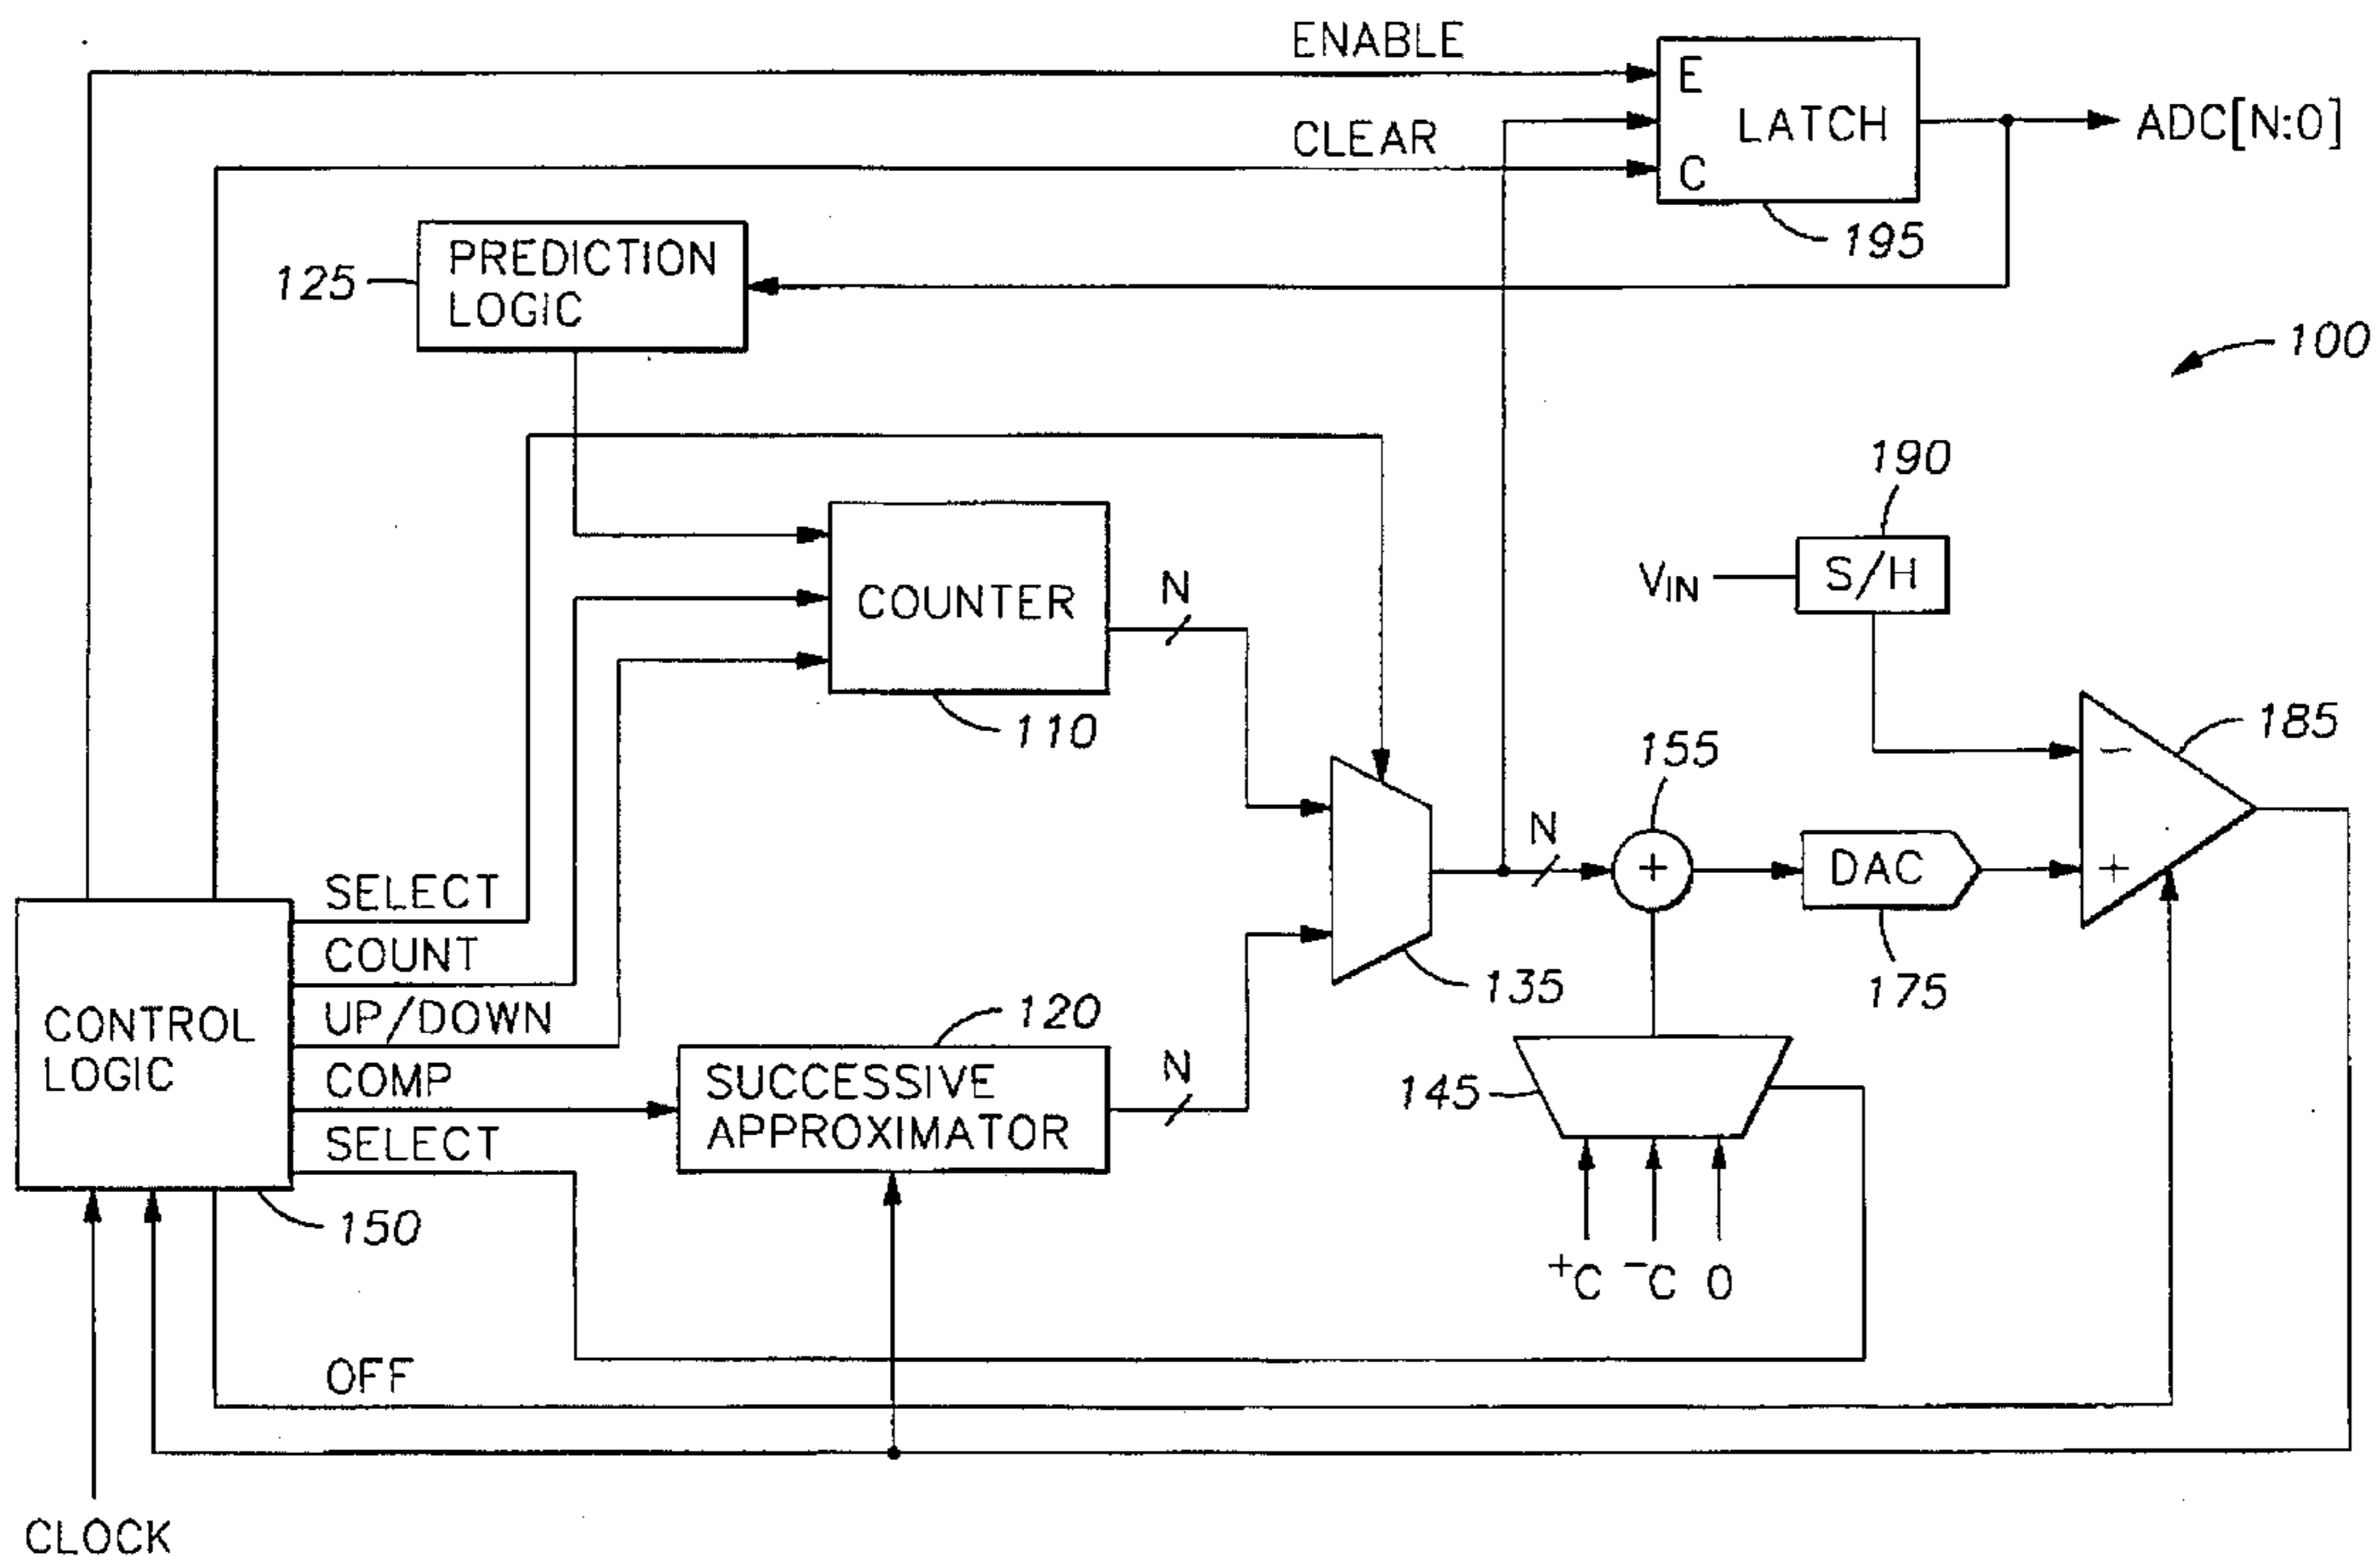 ENABLE
E
LATCH
ADC[N:0]
CLEAR
C
195
PREDICTION
LOGIC
125
100
190
S/H
VIN
COUNTER
N
110
155
185
−
+
N
+
DAC
135
175
SELECT
COUNT
UP/DOWN
COMP
SELECT
CONTROL
LOGIC
150
120
SUCCESSIVE
APPROXIMATOR
N
145
+C −C 0
OFF
CLOCK